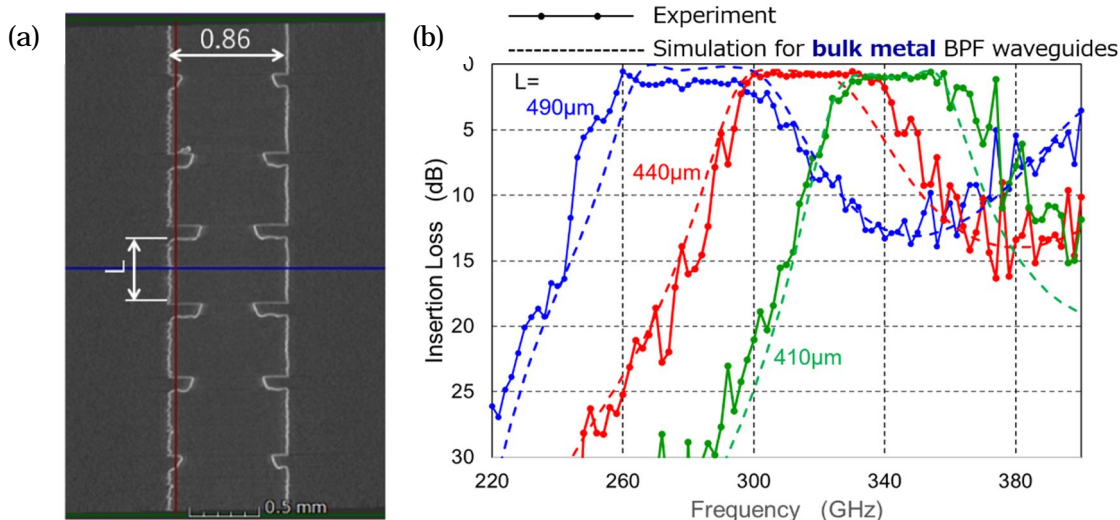 (a)
0.86
L
0.5 mm
(b)
Experiment
Simulation for bulk metal BPF waveguides
L=
490μm
440μm
410μm
Insertion Loss (dB)
0
5
10
15
20
25
30
220 260 300 340 380
Frequency (GHz)